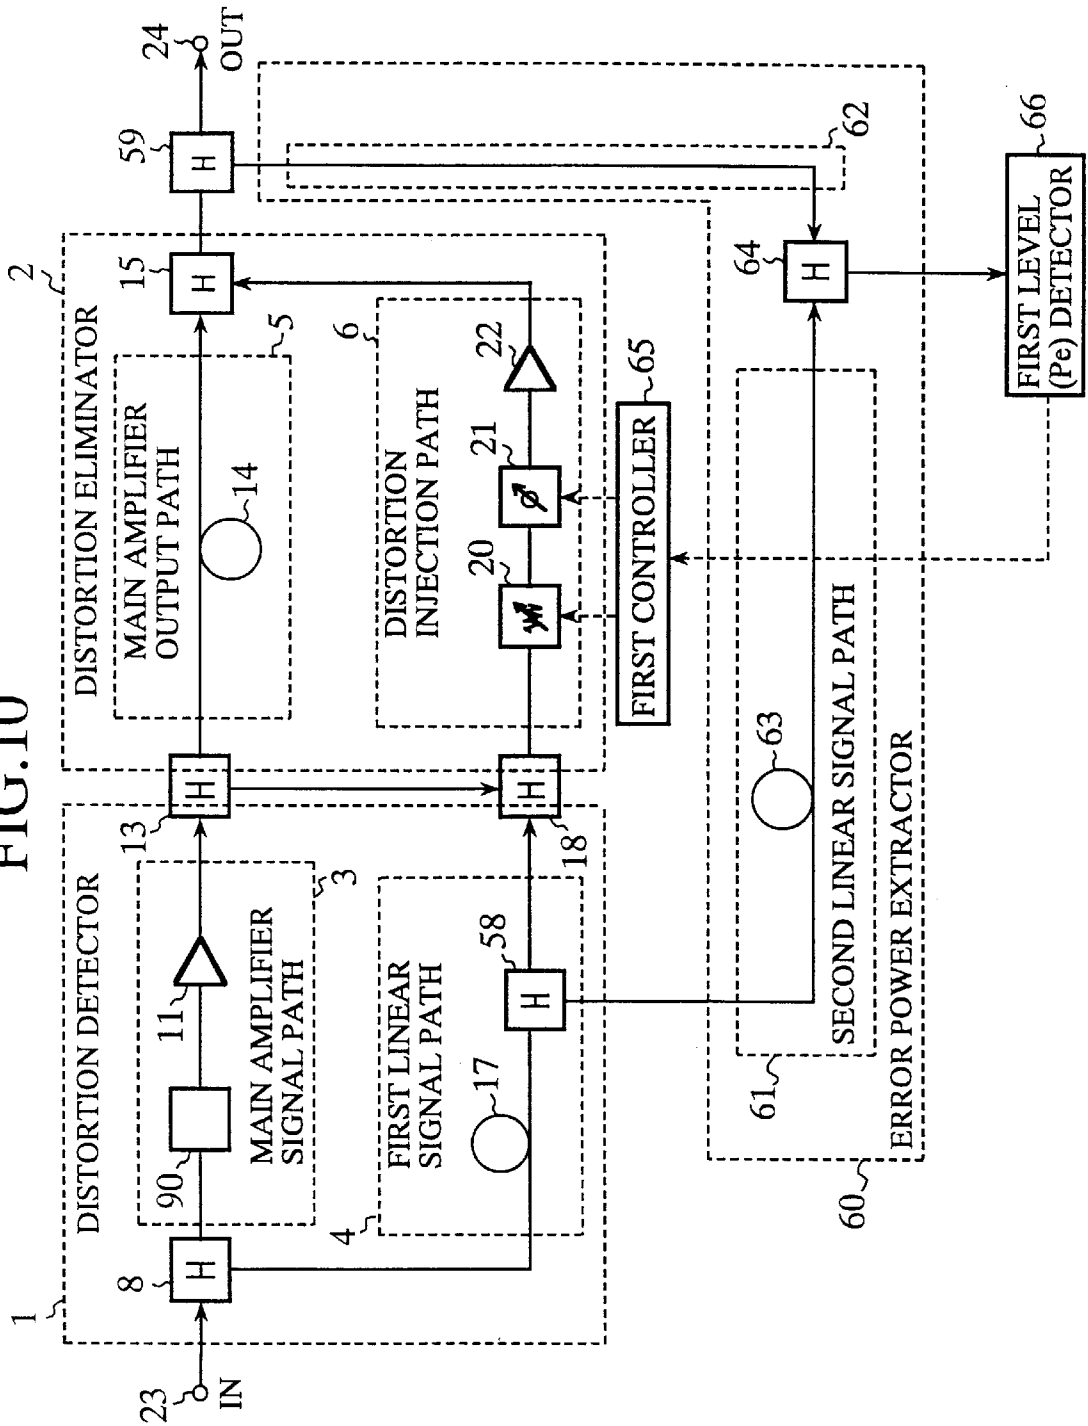 FIG.10
1
DISTORTION DETECTOR
2
DISTORTION ELIMINATOR
23
IN
8
H
90
11
MAIN AMPLIFIER
SIGNAL PATH
3
13
H
MAIN AMPLIFIER
OUTPUT PATH
14
5
15
H
59
H
24
OUT
4
FIRST LINEAR
SIGNAL PATH
17
58
H
18
H
DISTORTION
INJECTION PATH
6
20
21
22
FIRST CONTROLLER
65
62
61
63
SECOND LINEAR SIGNAL PATH
64
H
60
ERROR POWER EXTRACTOR
66
FIRST LEVEL
(Pe) DETECTOR